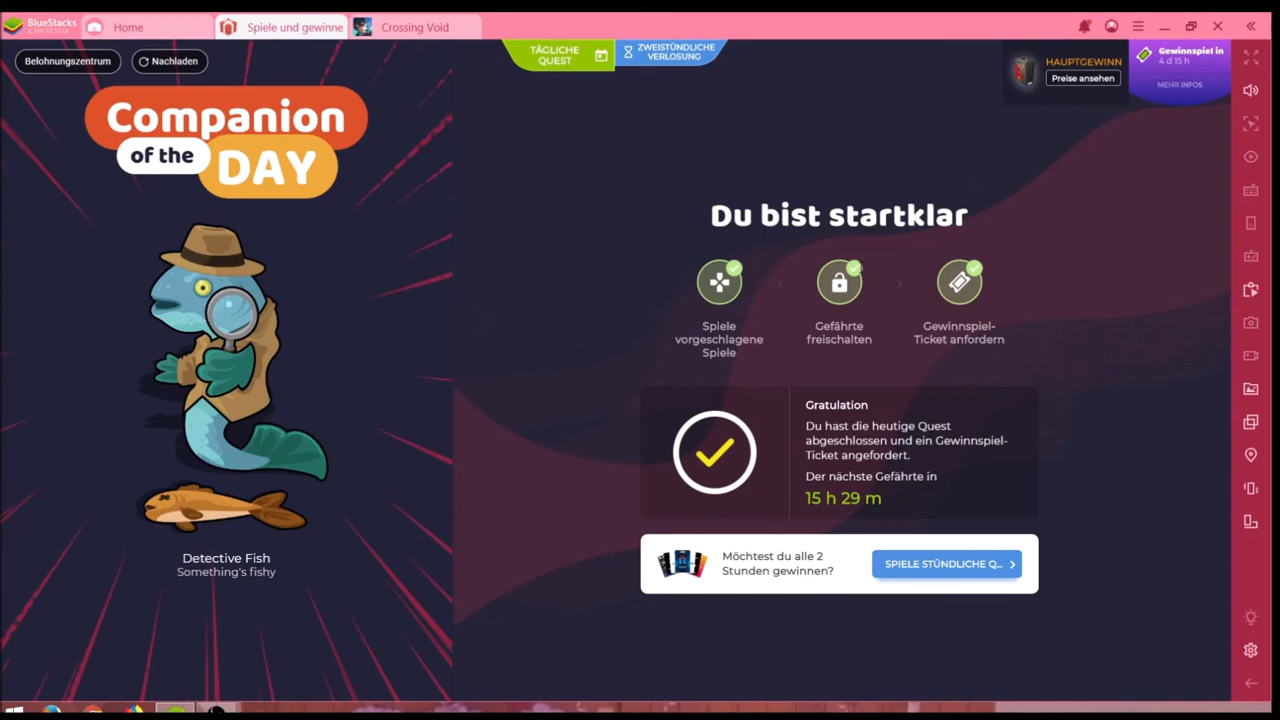 BlueStacks
Home
Spiele und gewinne
Crossing Void
Belohnungszentrum
Nachladen
TÄGLICHE
QUEST
ZWEISTÜNDLICHE
VERLOSUNG
HAUPTGEWINN
Preise ansehen
Gewinnspiel in
4 d 15 h
MEHR INFOS
Companion
of the
DAY
Detective Fish
Something's fishy
Du bist startklar
Spiele
vorgeschlagene
Spiele
Gefährte
freischalten
Gewinnspiel-
Ticket anfordern
Gratulation
Du hast die heutige Quest
abgeschlossen und ein Gewinnspiel-
Ticket angefordert.
Der nächste Gefährte in
15 h 29 m
Möchtest du alle 2
Stunden gewinnen?
SPIELE STÜNDLICHE Q...